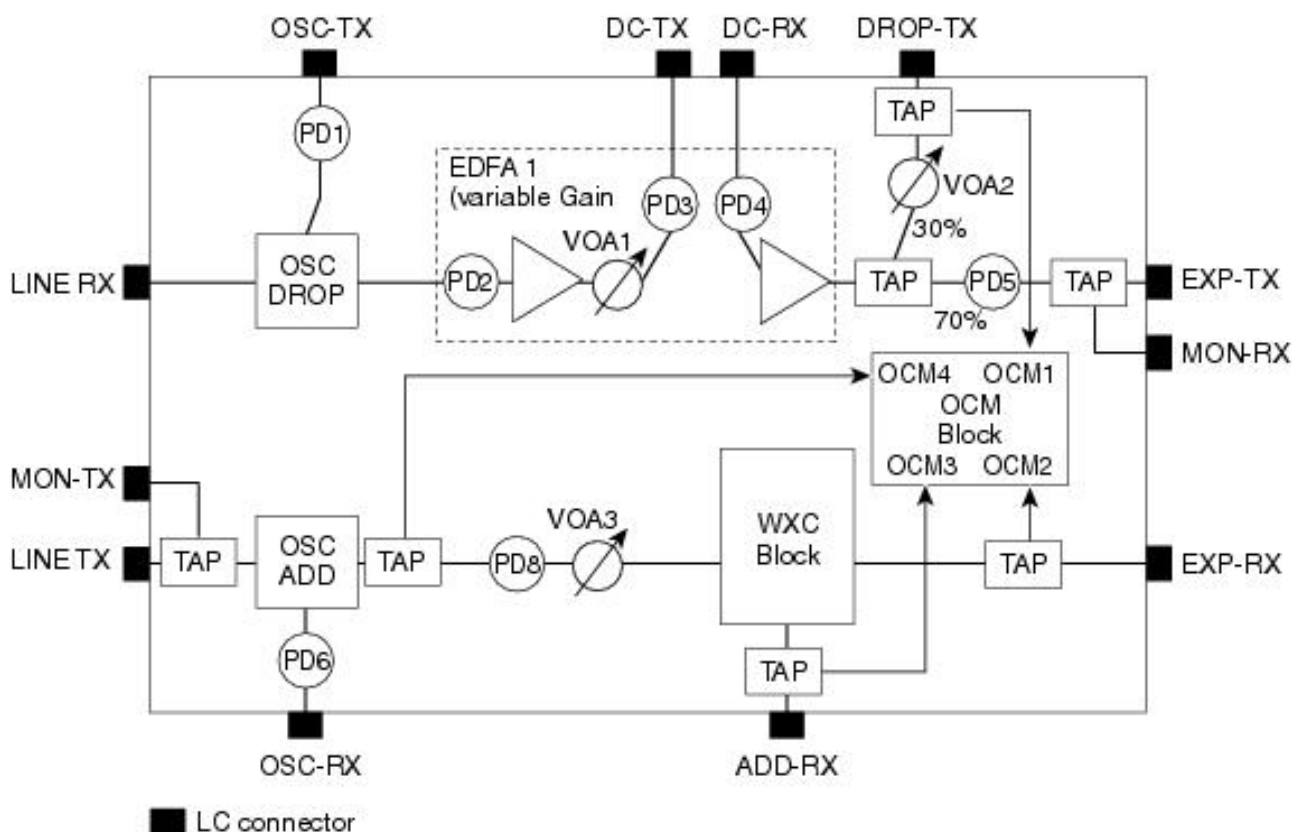 OSC-TX
DC-TX
DC-RX
DROP-TX
TAP
PD1
EDFA 1
(variable Gain
PD3
PD4
VOA2
30%
VOA1
LINE RX
OSC
DROP
PD2
TAP
PD5
TAP
EXP-TX
70%
MON-RX
OCM4
OCM1
OCM
Block
OCM3
OCM2
MON-TX
LINE TX
TAP
OSC
ADD
TAP
PD8
VOA3
WXC
Block
TAP
EXP-RX
PD6
TAP
OSC-RX
ADD-RX
LC connector